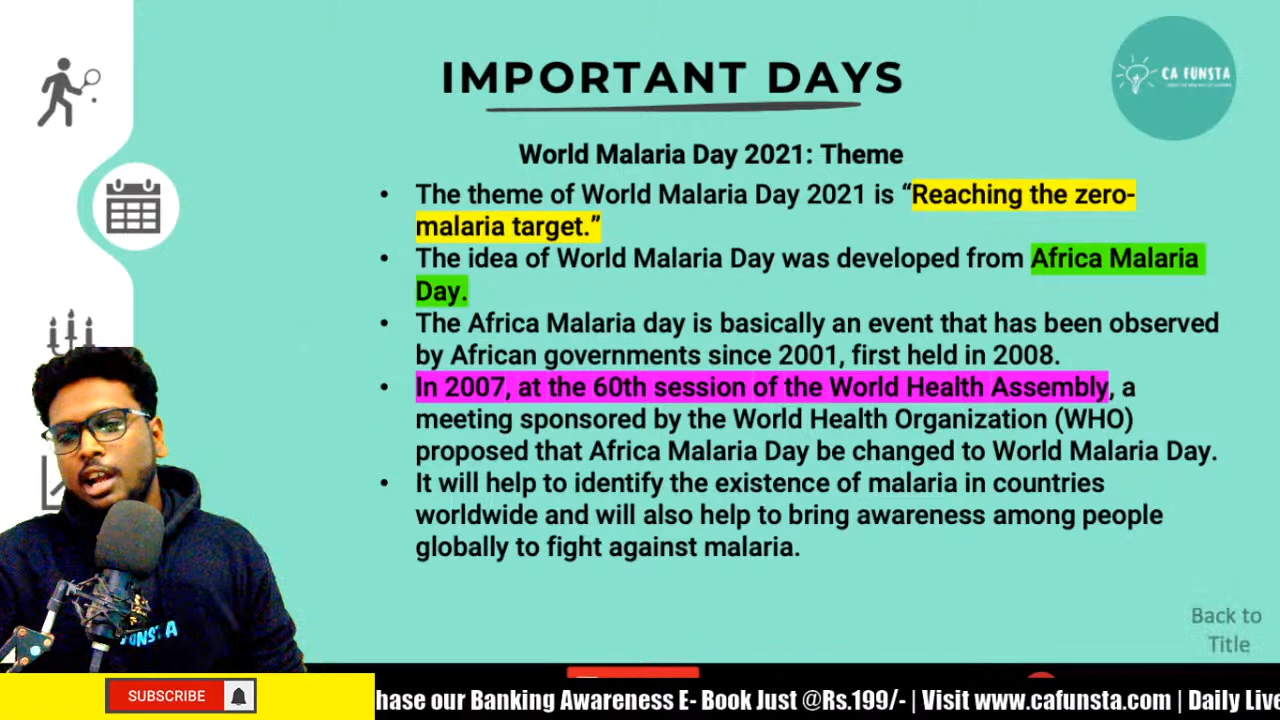 IMPORTANT DAYS
CA FUNSTA
World Malaria Day 2021: Theme
• The theme of World Malaria Day 2021 is “Reaching the zero-
malaria target.”
• The idea of World Malaria Day was developed from Africa Malaria
Day.
• The Africa Malaria day is basically an event that has been observed
by African governments since 2001, first held in 2008.
• In 2007, at the 60th session of the World Health Assembly, a
meeting sponsored by the World Health Organization (WHO)
proposed that Africa Malaria Day be changed to World Malaria Day.
• It will help to identify the existence of malaria in countries
worldwide and will also help to bring awareness among people
globally to fight against malaria.
Back to
Title
FUNSTA
SUBSCRIBE
hase our Banking Awareness E- Book Just @Rs.199/- | Visit www.cafunsta.com | Daily Live